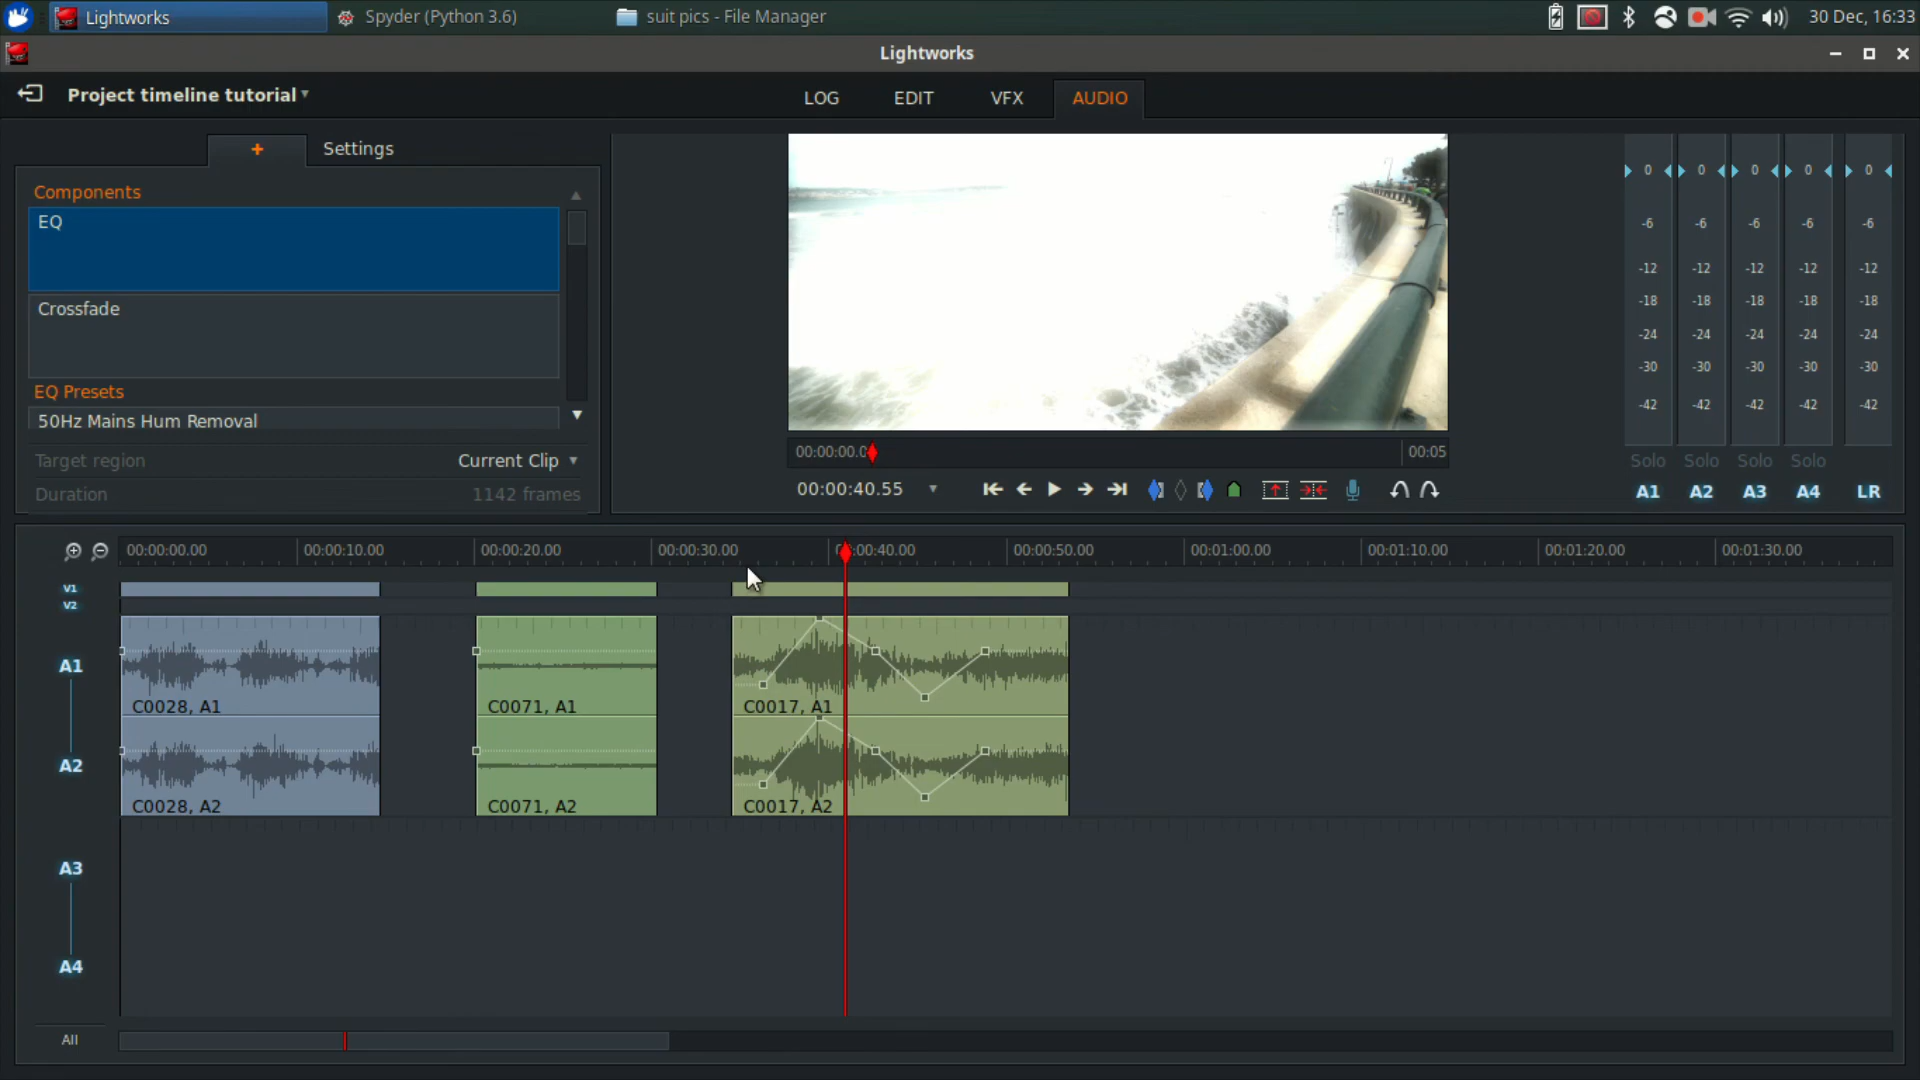 Lightworks
Spyder (Python 3.6)
suit pics - File Manager
30 Dec, 16:33
Lightworks
Project timeline tutorial
LOG EDIT VFX AUDIO
+ Settings
Components
EQ
Crossfade
EQ Presets
50Hz Mains Hum Removal
Target region Current Clip
Duration 1142 frames
00:00:00.0 00:05
00:00:40.55
0 0 0 0 0
-6 -6 -6 -6 -6
-12 -12 -12 -12 -12
-18 -18 -18 -18 -18
-24 -24 -24 -24 -24
-30 -30 -30 -30 -30
-42 -42 -42 -42 -42
Solo Solo Solo Solo
A1 A2 A3 A4 LR
00:00:00.00 00:00:10.00 00:00:20.00 00:00:30.00 :00:40.00 00:00:50.00 00:01:00.00 00:01:10.00 00:01:20.00 00:01:30.00
V1
V2
A1
C0028, A1 C0071, A1 C0017, A1
A2
C0028, A2 C0071, A2 C0017, A2
A3
A4
All